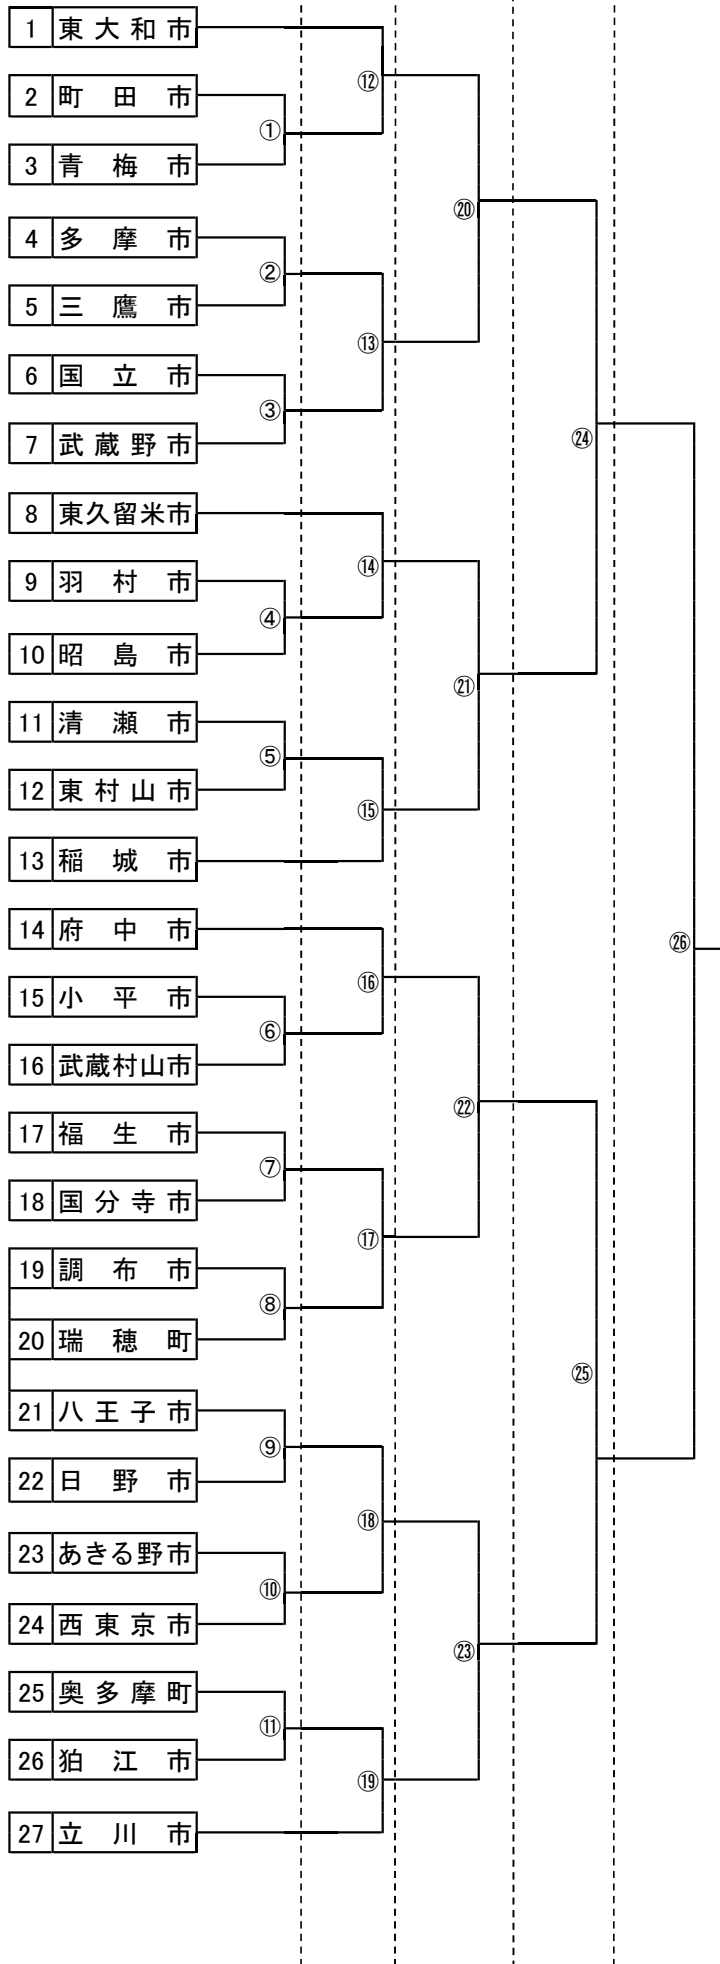 1 東大和市
⑫
2 町田市
①
3 青梅市
⑳
4 多摩市
②
5 三鷹市
⑬
6 国立市
③
7 武蔵野市
㉔
8 東久留米市
⑭
9 羽村市
④
10 昭島市
㉑
11 清瀬市
⑤
12 東村山市
⑮
13 稲城市
14 府中市
㉖
⑯
15 小平市
⑥
16 武蔵村山市
㉒
17 福生市
⑦
18 国分寺市
⑰
19 調布市
⑧
20 瑞穂町
㉕
21 八王子市
⑨
22 日野市
⑱
23 あきる野市
⑩
24 西東京市
㉓
25 奥多摩町
⑪
26 狛江市
⑲
27 立川市